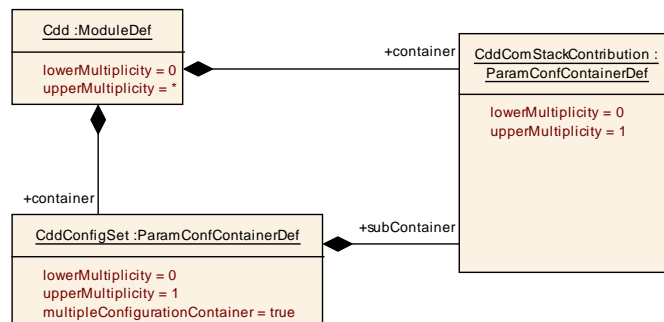 Cdd :ModuleDef
lowerMultiplicity = 0
upperMultiplicity = *
+container
CddComStackContribution :
ParamConfContainerDef
lowerMultiplicity = 0
upperMultiplicity = 1
+container
CddConfigSet :ParamConfContainerDef
lowerMultiplicity = 0
upperMultiplicity = 1
multipleConfigurationContainer = true
+subContainer